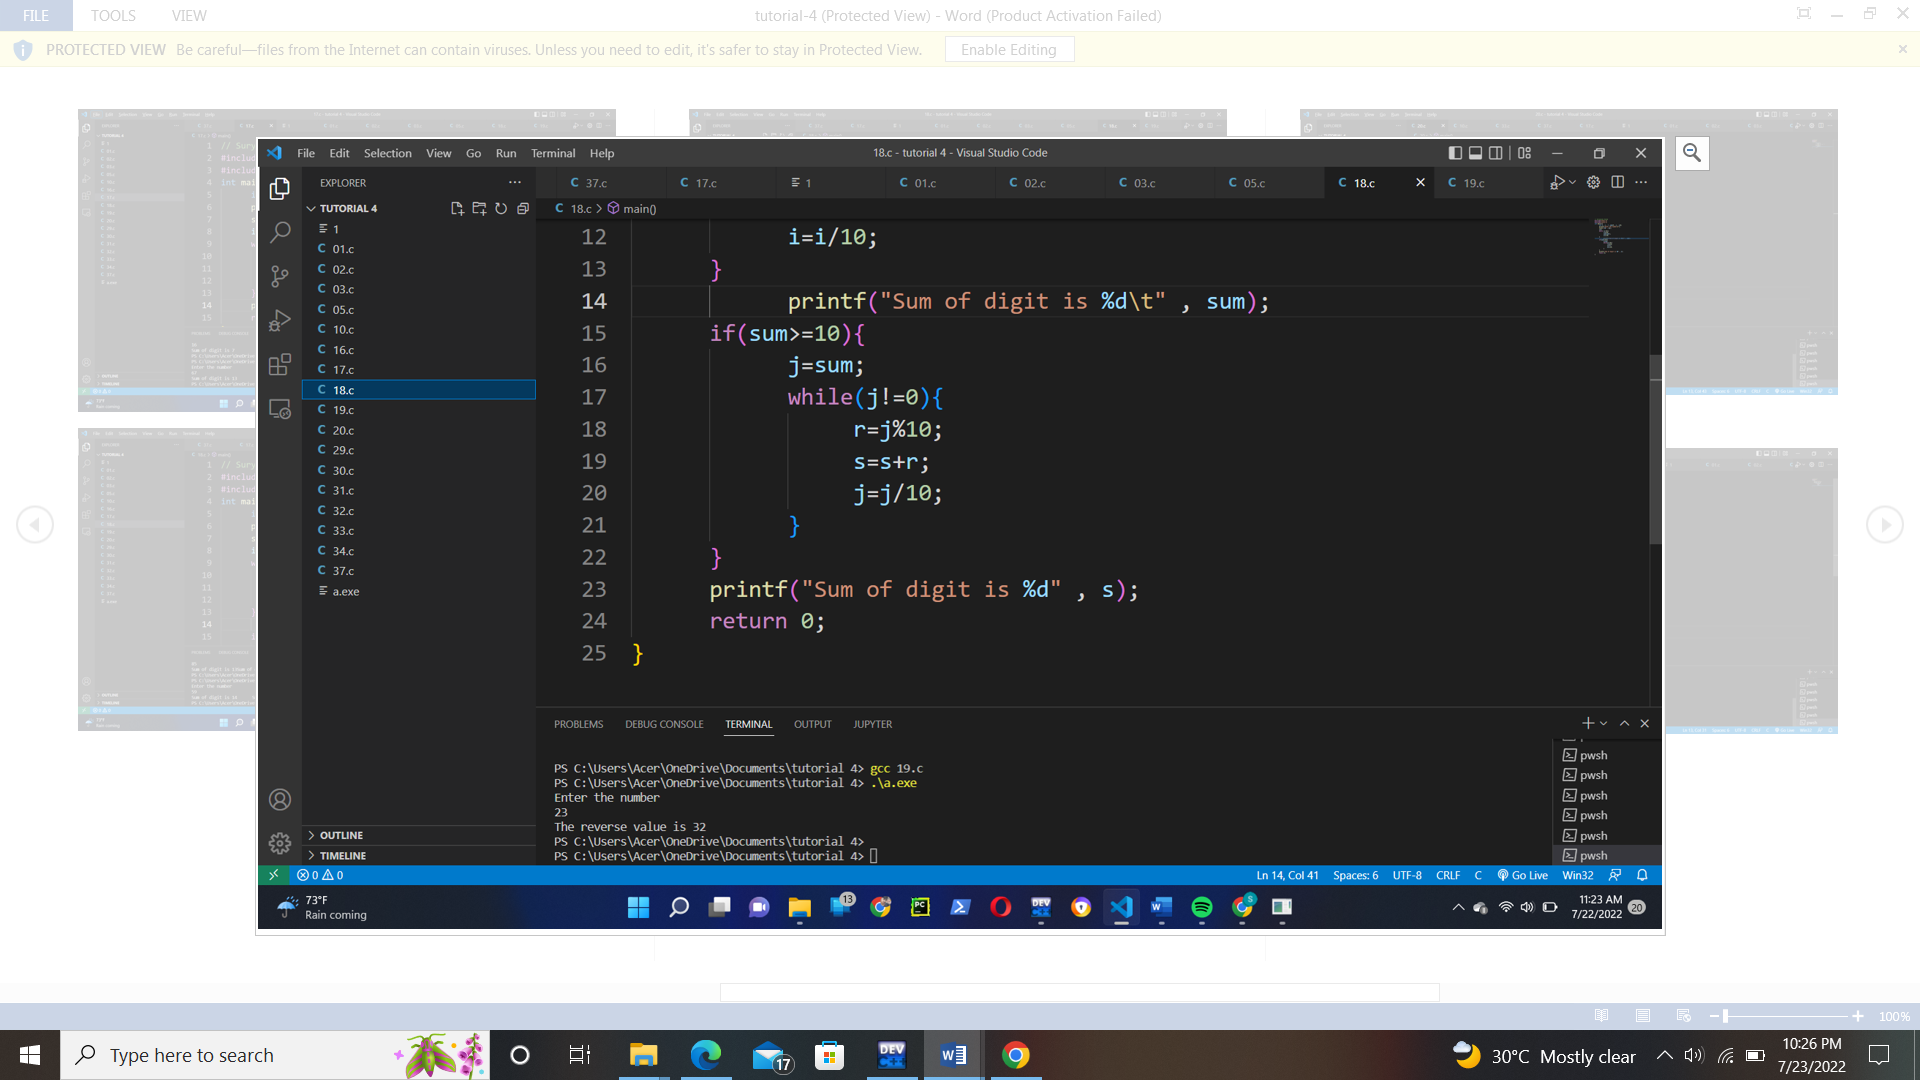 FILE TOOLS VIEW
tutorial-4 (Protected View) - Word (Product Activation Failed)
PROTECTED VIEW Be careful—files from the Internet can contain viruses. Unless you need to edit, it's safer to stay in Protected View. Enable Editing
File Edit Selection View Go Run Terminal Help
18.c - tutorial 4 - Visual Studio Code
EXPLORER
C 37.c C 17.c 1 C 01.c C 02.c C 03.c C 05.c C 18.c C 19.c
TUTORIAL 4
C 18.c > main()
1
C 01.c
C 02.c
C 03.c
C 05.c
C 10.c
C 16.c
C 17.c
C 18.c
C 19.c
C 20.c
C 29.c
C 30.c
C 31.c
C 32.c
C 33.c
C 34.c
C 37.c
a.exe
OUTLINE
TIMELINE
12 i=i/10;
13 }
14 printf("Sum of digit is %d\t" , sum);
15 if(sum>=10){
16 j=sum;
17 while(j!=0){
18 r=j%10;
19 s=s+r;
20 j=j/10;
21 }
22 }
23 printf("Sum of digit is %d" , s);
24 return 0;
25 }
PROBLEMS DEBUG CONSOLE TERMINAL OUTPUT JUPYTER
PS C:\Users\Acer\OneDrive\Documents\tutorial 4> gcc 19.c
PS C:\Users\Acer\OneDrive\Documents\tutorial 4> .\a.exe
Enter the number
23
The reverse value is 32
PS C:\Users\Acer\OneDrive\Documents\tutorial 4>
PS C:\Users\Acer\OneDrive\Documents\tutorial 4>
pwsh
pwsh
pwsh
pwsh
pwsh
pwsh
0 0
Ln 14, Col 41 Spaces: 6 UTF-8 CRLF C Go Live Win32
73°F
Rain coming
13
11:23 AM
7/22/2022
20
100%
Type here to search
17
30°C Mostly clear
10:26 PM
7/23/2022